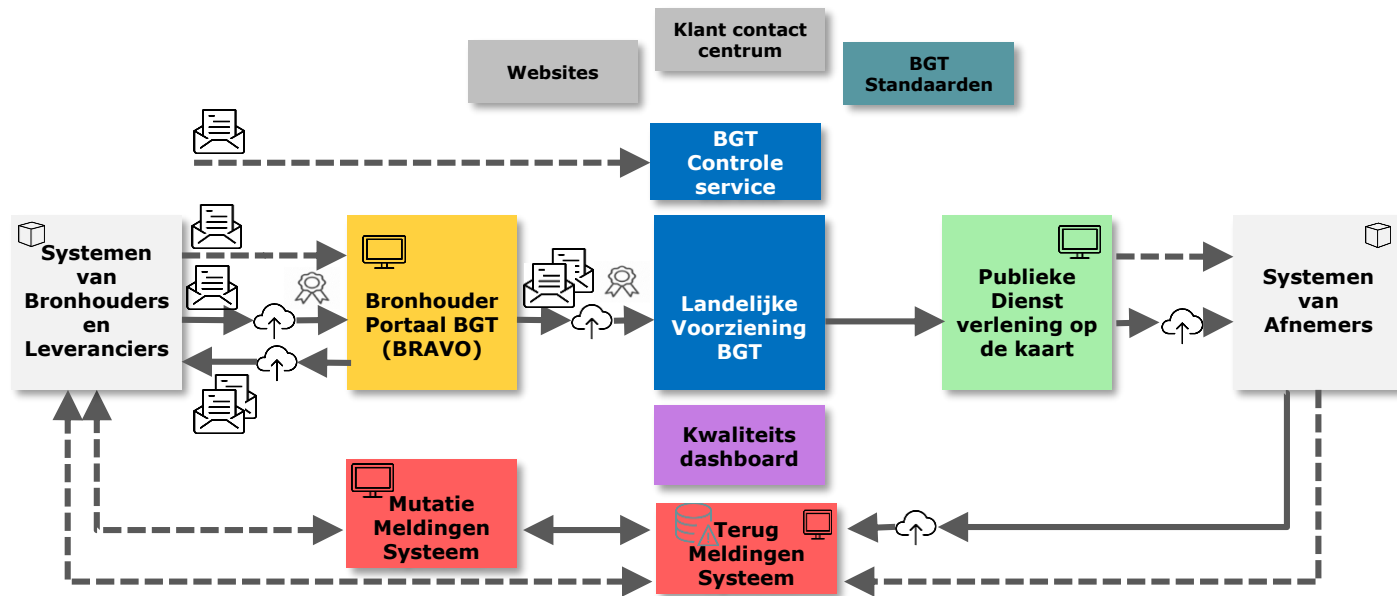 Klant contact
centrum
Websites
BGT
Standaarden
BGT
Controle
service
Systemen
van
Bronhouders
en
Leveranciers
Bronhouder
Portaal BGT
(BRAVO)
Landelijke
Voorziening
BGT
Publieke
Dienst
verlening op
de kaart
Systemen
van
Afnemers
Kwaliteits
dashboard
Mutatie
Meldingen
Systeem
Terug
Meldingen
Systeem